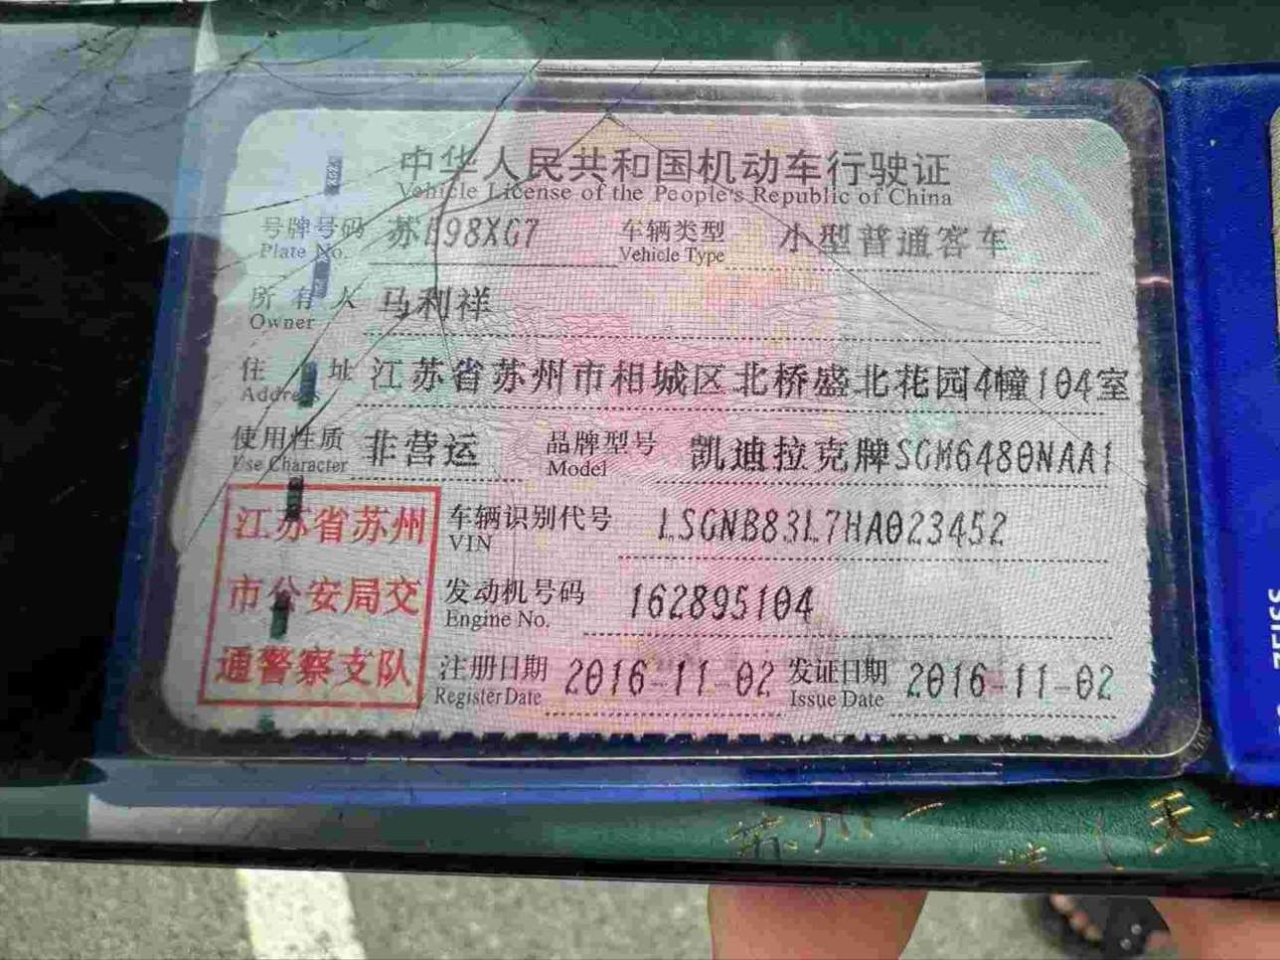 中华人民共和国机动车行驶证
Vehicle License of the People's Republic of China
号牌号码 苏E98XG7 车辆类型 小型普通客车
Plate No. Vehicle Type
所有人 马利祥
Owner
住址 江苏省苏州市相城区北桥盛北花园4幢104室
Address
使用性质 非营运 品牌型号 凯迪拉克牌SGM6480NAA1
Use Character Model
江苏省苏州
市公安局交
通警察支队
车辆识别代号 LSGNB83L7HA023452
VIN
发动机号码 162895104
Engine No.
注册日期 2016-11-02 发证日期 2016-11-02
Register Date Issue Date
苏州